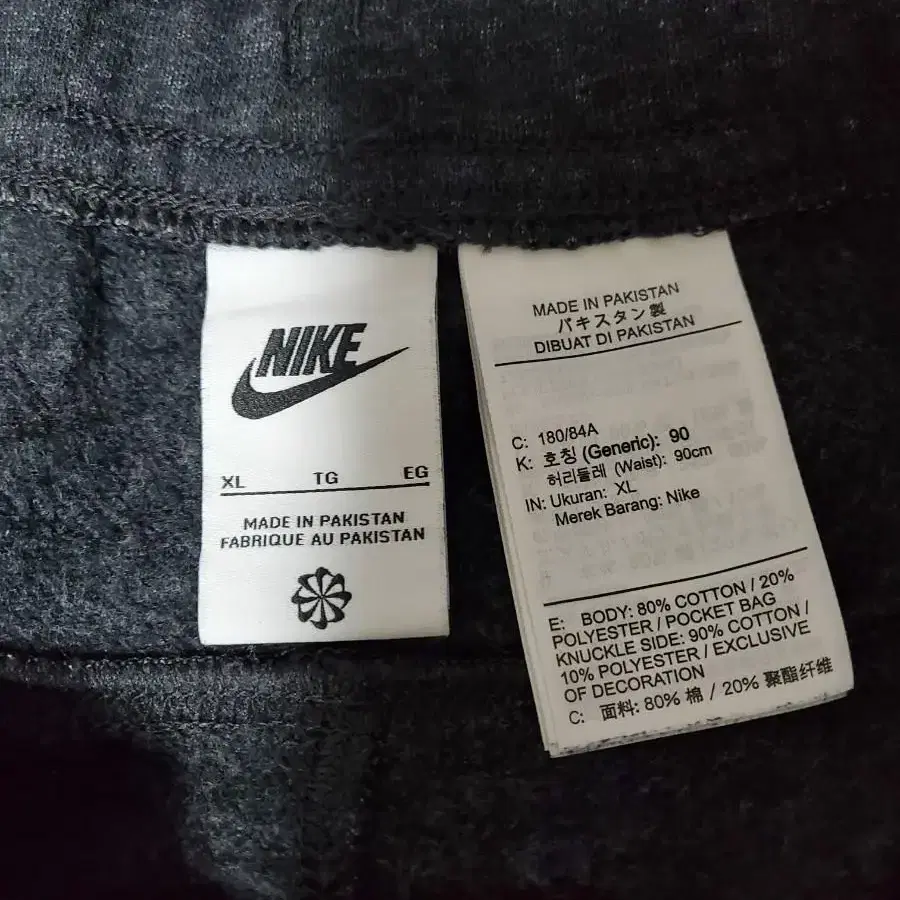 NIKE
XL TG EG
MADE IN PAKISTAN
FABRIQUE AU PAKISTAN
MADE IN PAKISTAN
パキスタン製
DIBUAT DI PAKISTAN
C: 180/84A
K: 호칭 (Generic): 90
허리둘레 (Waist): 90cm
IN: Ukuran: XL
Merek Barang: Nike
E: BODY: 80% COTTON / 20%
POLYESTER / POCKET BAG
KNUCKLE SIDE: 90% COTTON /
10% POLYESTER / EXCLUSIVE
OF DECORATION
C: 面料: 80% 棉 / 20% 聚酯纤维